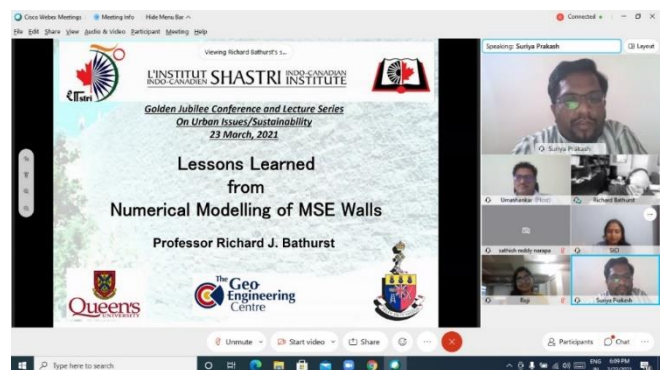 Cisco Webex Meetings
Meeting Info
Hide Menu Bar
Connected
File Edit Share View Audio & Video Participant Meeting Help
Viewing Richard Bathurst's s...
Speaking: Suriya Prakash
Layout
शास्त्री
L'INSTITUT INDO-CANADIEN SHASTRI INDO-CANADIAN INSTITUTE
Golden Jubilee Conference and Lecture Series
On Urban Issues/Sustainability
23 March, 2021
Lessons Learned
from
Numerical Modelling of MSE Walls
Professor Richard J. Bathurst
Queen's
UNIVERSITY
The Geo
Engineering
Centre
Suriya Prakash
Umashankar (Host)
Richard Bathurst
sathish reddy narapa
SICI
Suriya Prakash
Unmute
Start video
Share
Participants
Chat
Type here to search
ENG
6:09 PM